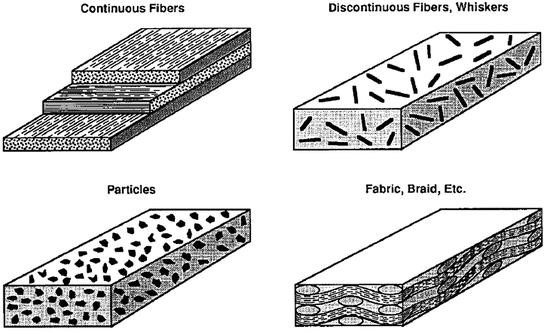 Continuous Fibers
Discontinuous Fibers, Whiskers
Particles
Fabric, Braid, Etc.